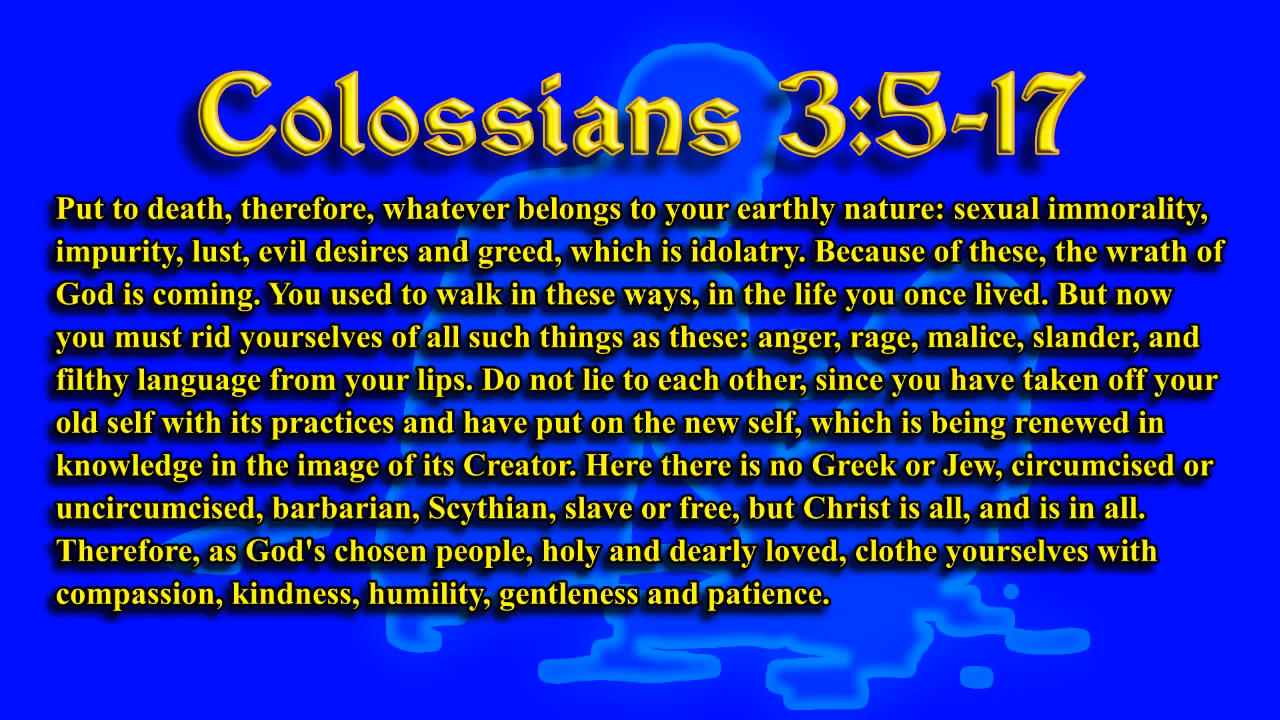 Colossians 3:5-17
Put to death, therefore, whatever belongs to your earthly nature: sexual immorality,
impurity, lust, evil desires and greed, which is idolatry. Because of these, the wrath of
God is coming. You used to walk in these ways, in the life you once lived. But now
you must rid yourselves of all such things as these: anger, rage, malice, slander, and
filthy language from your lips. Do not lie to each other, since you have taken off your
old self with its practices and have put on the new self, which is being renewed in
knowledge in the image of its Creator. Here there is no Greek or Jew, circumcised or
uncircumcised, barbarian, Scythian, slave or free, but Christ is all, and is in all.
Therefore, as God's chosen people, holy and dearly loved, clothe yourselves with
compassion, kindness, humility, gentleness and patience.